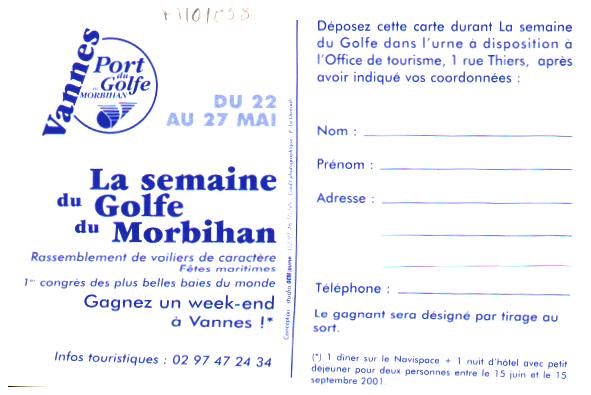 Vannes
Port
du
Golfe
MORBIHAN
DU 22
AU 27 MAI
La semaine
du Golfe
du Morbihan
Rassemblement de voiliers de caractère
Fêtes maritimes
1er congrès des plus belles baies du monde
Gagnez un week-end
à Vannes !*
Infos touristiques : 02 97 47 24 34
Déposez cette carte durant La semaine
du Golfe dans l'urne à disposition à
l'Office de tourisme, 1 rue Thiers, après
avoir indiqué vos coordonnées :
Nom :
Prénom :
Adresse :
Téléphone :
Le gagnant sera désigné par tirage au
sort.
(*) 1 diner sur le Navispace + 1 nuit d'hôtel avec petit
déjeuner pour deux personnes entre le 15 juin et le 15
septembre 2001.